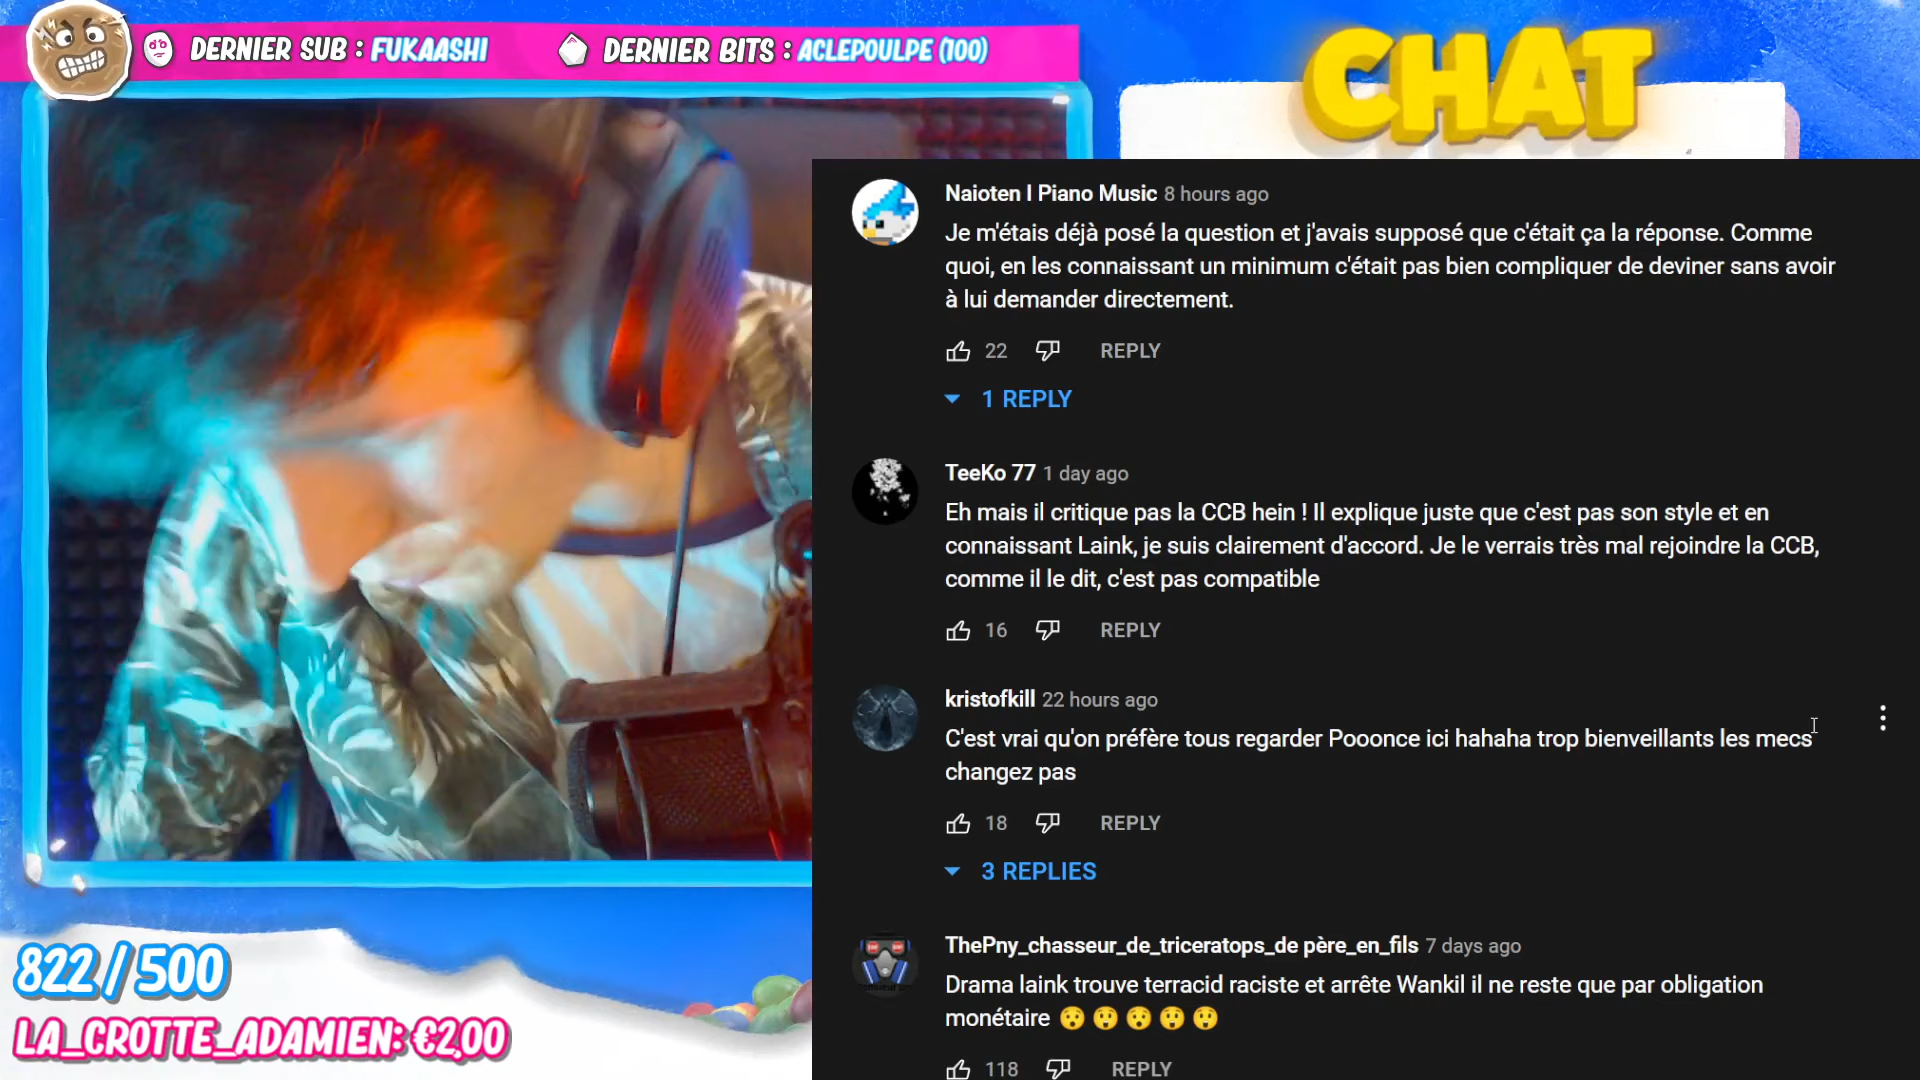 DERNIER SUB : FUKAASHI
DERNIER BITS : ACLEPOULPE (100)
CHAT
Naioten I Piano Music 8 hours ago
Je m'étais déjà posé la question et j'avais supposé que c'était ça la réponse. Comme
quoi, en les connaissant un minimum c'était pas bien compliquer de deviner sans avoir
à lui demander directement.
22 REPLY
1 REPLY
TeeKo 77 1 day ago
Eh mais il critique pas la CCB hein ! Il explique juste que c'est pas son style et en
connaissant Laink, je suis clairement d'accord. Je le verrais très mal rejoindre la CCB,
comme il le dit, c'est pas compatible
16 REPLY
kristofkill 22 hours ago
C'est vrai qu'on préfère tous regarder Pooonce ici hahaha trop bienveillants les mecs
changez pas
18 REPLY
3 REPLIES
ThePny_chasseur_de_triceratops_de père_en_fils 7 days ago
Drama laink trouve terracid raciste et arrête Wankil il ne reste que par obligation
monétaire 😯😲😯😲😲
118 REPLY
822 / 500
LA_CROTTE_ADAMIEN: €2,00